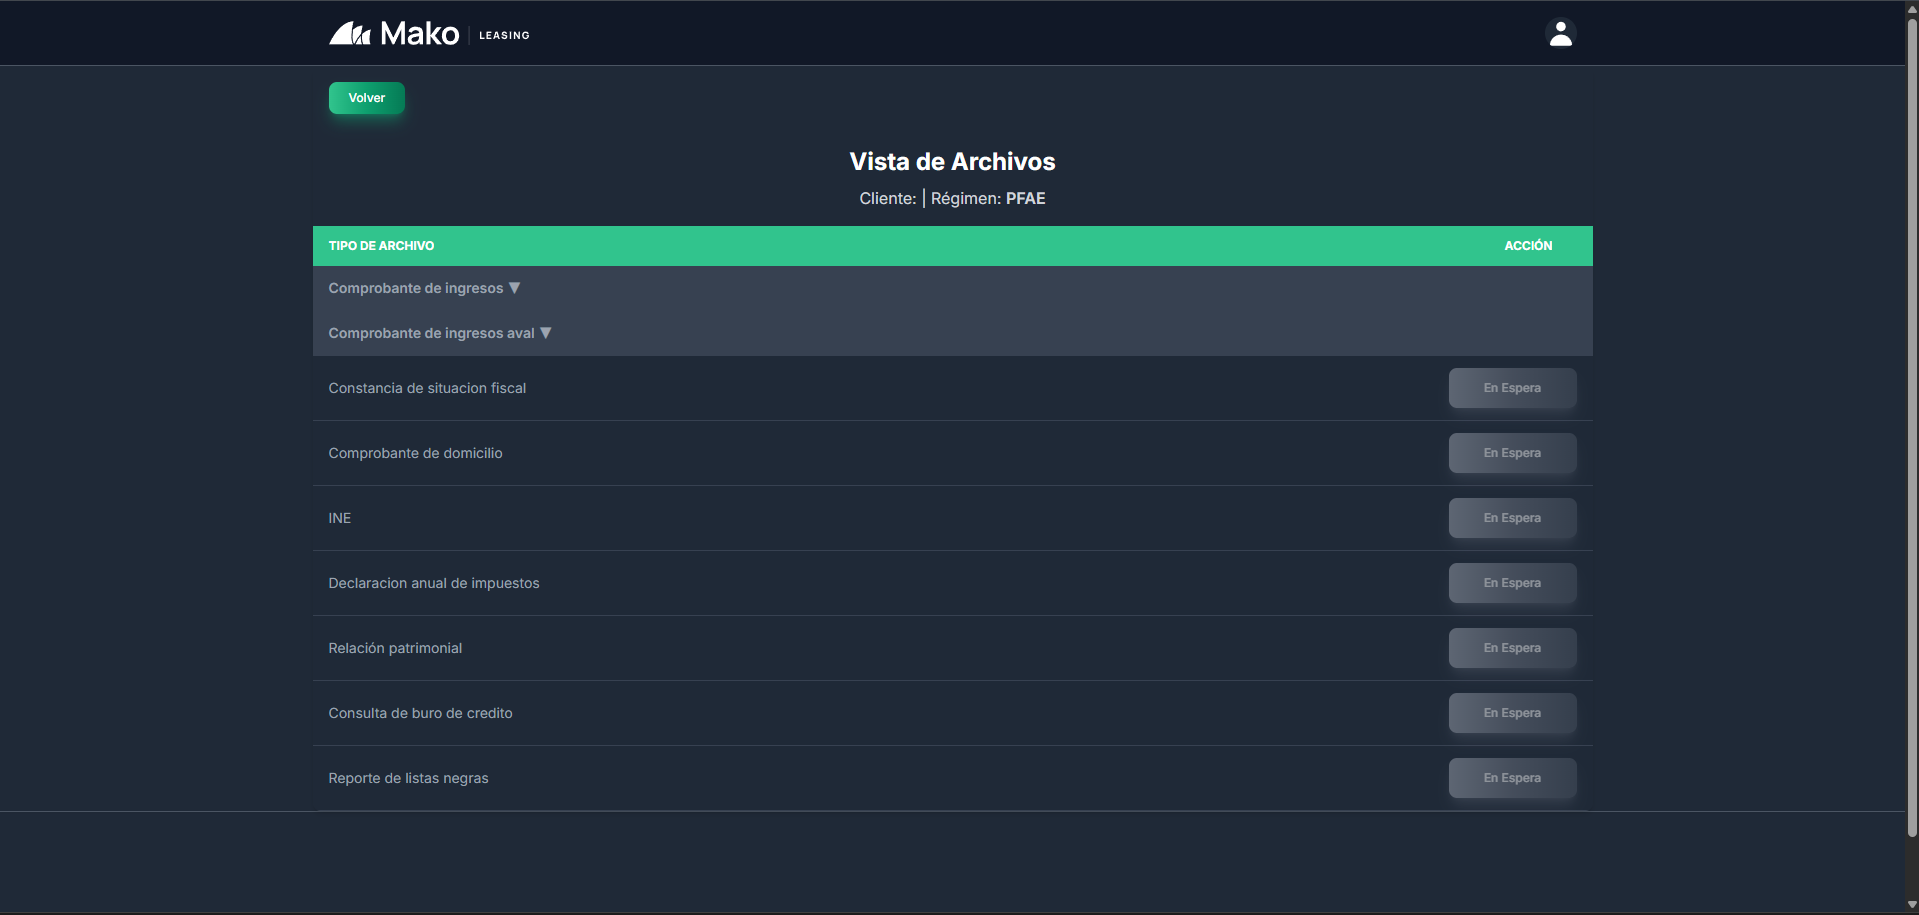 Mako | LEASING
Volver
Vista de Archivos
Cliente: | Régimen: PFAE
TIPO DE ARCHIVO ACCIÓN
Comprobante de ingresos ▼
Comprobante de ingresos aval ▼
Constancia de situacion fiscal En Espera
Comprobante de domicilio En Espera
INE En Espera
Declaracion anual de impuestos En Espera
Relación patrimonial En Espera
Consulta de buro de credito En Espera
Reporte de listas negras En Espera